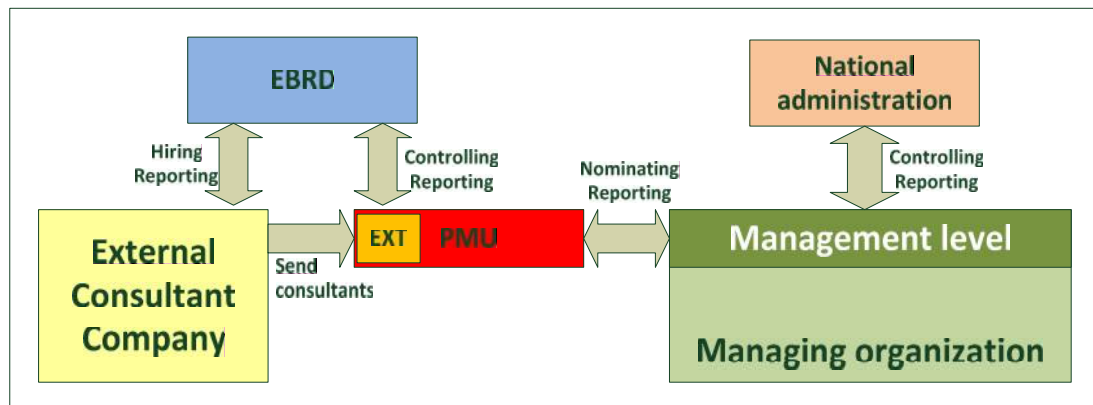 EBRD
National
administration
Hiring
Reporting
Controlling
Reporting
Nominating
Reporting
Controlling
Reporting
External
Consultant
Company
Send
consultants
EXT
PMU
Management level
Managing organization